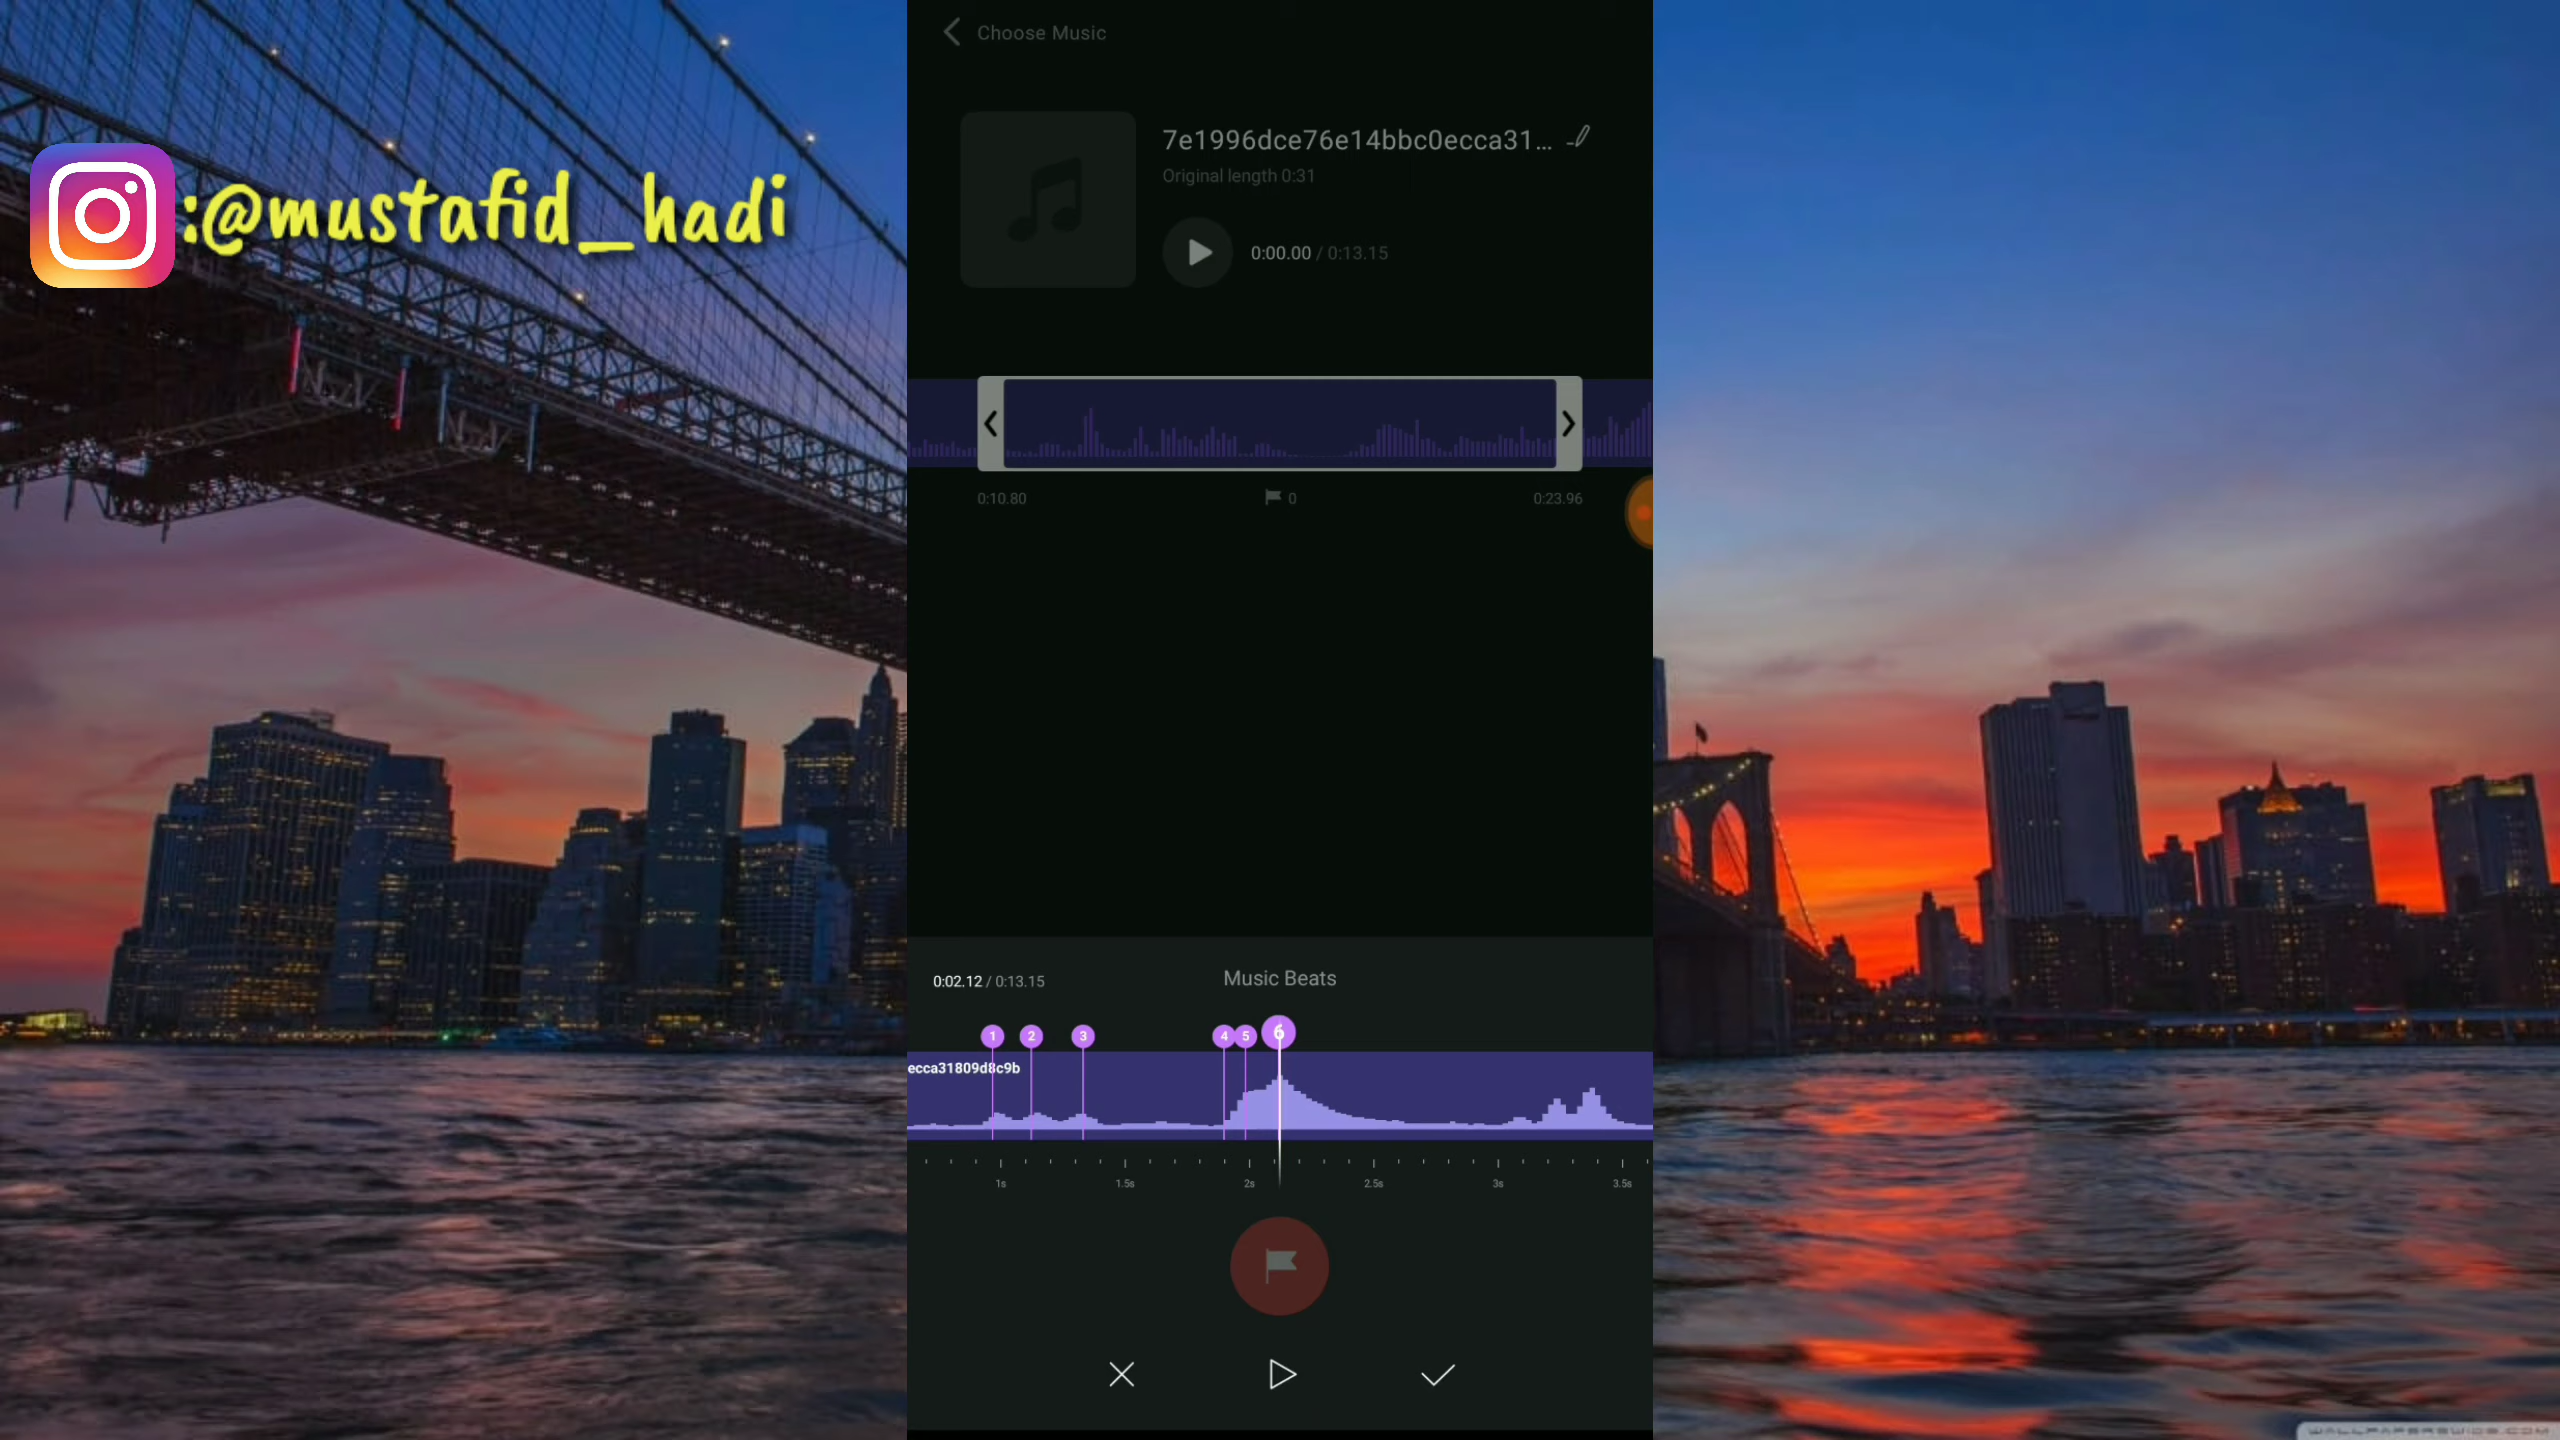 Choose Music
:@mustafid_hadi
7e1996dce76e14bbc0ecca31...
Original length 0:31
0:00.00 / 0:13.15
0:10.80
0
0:23.96
0:02.12 / 0:13.15
Music Beats
1 2 3 4 5 6
ecca31809d8c9b
1s 1.5s 2s 2.5s 3s 3.5s
WALLPAPERSWIDE.COM